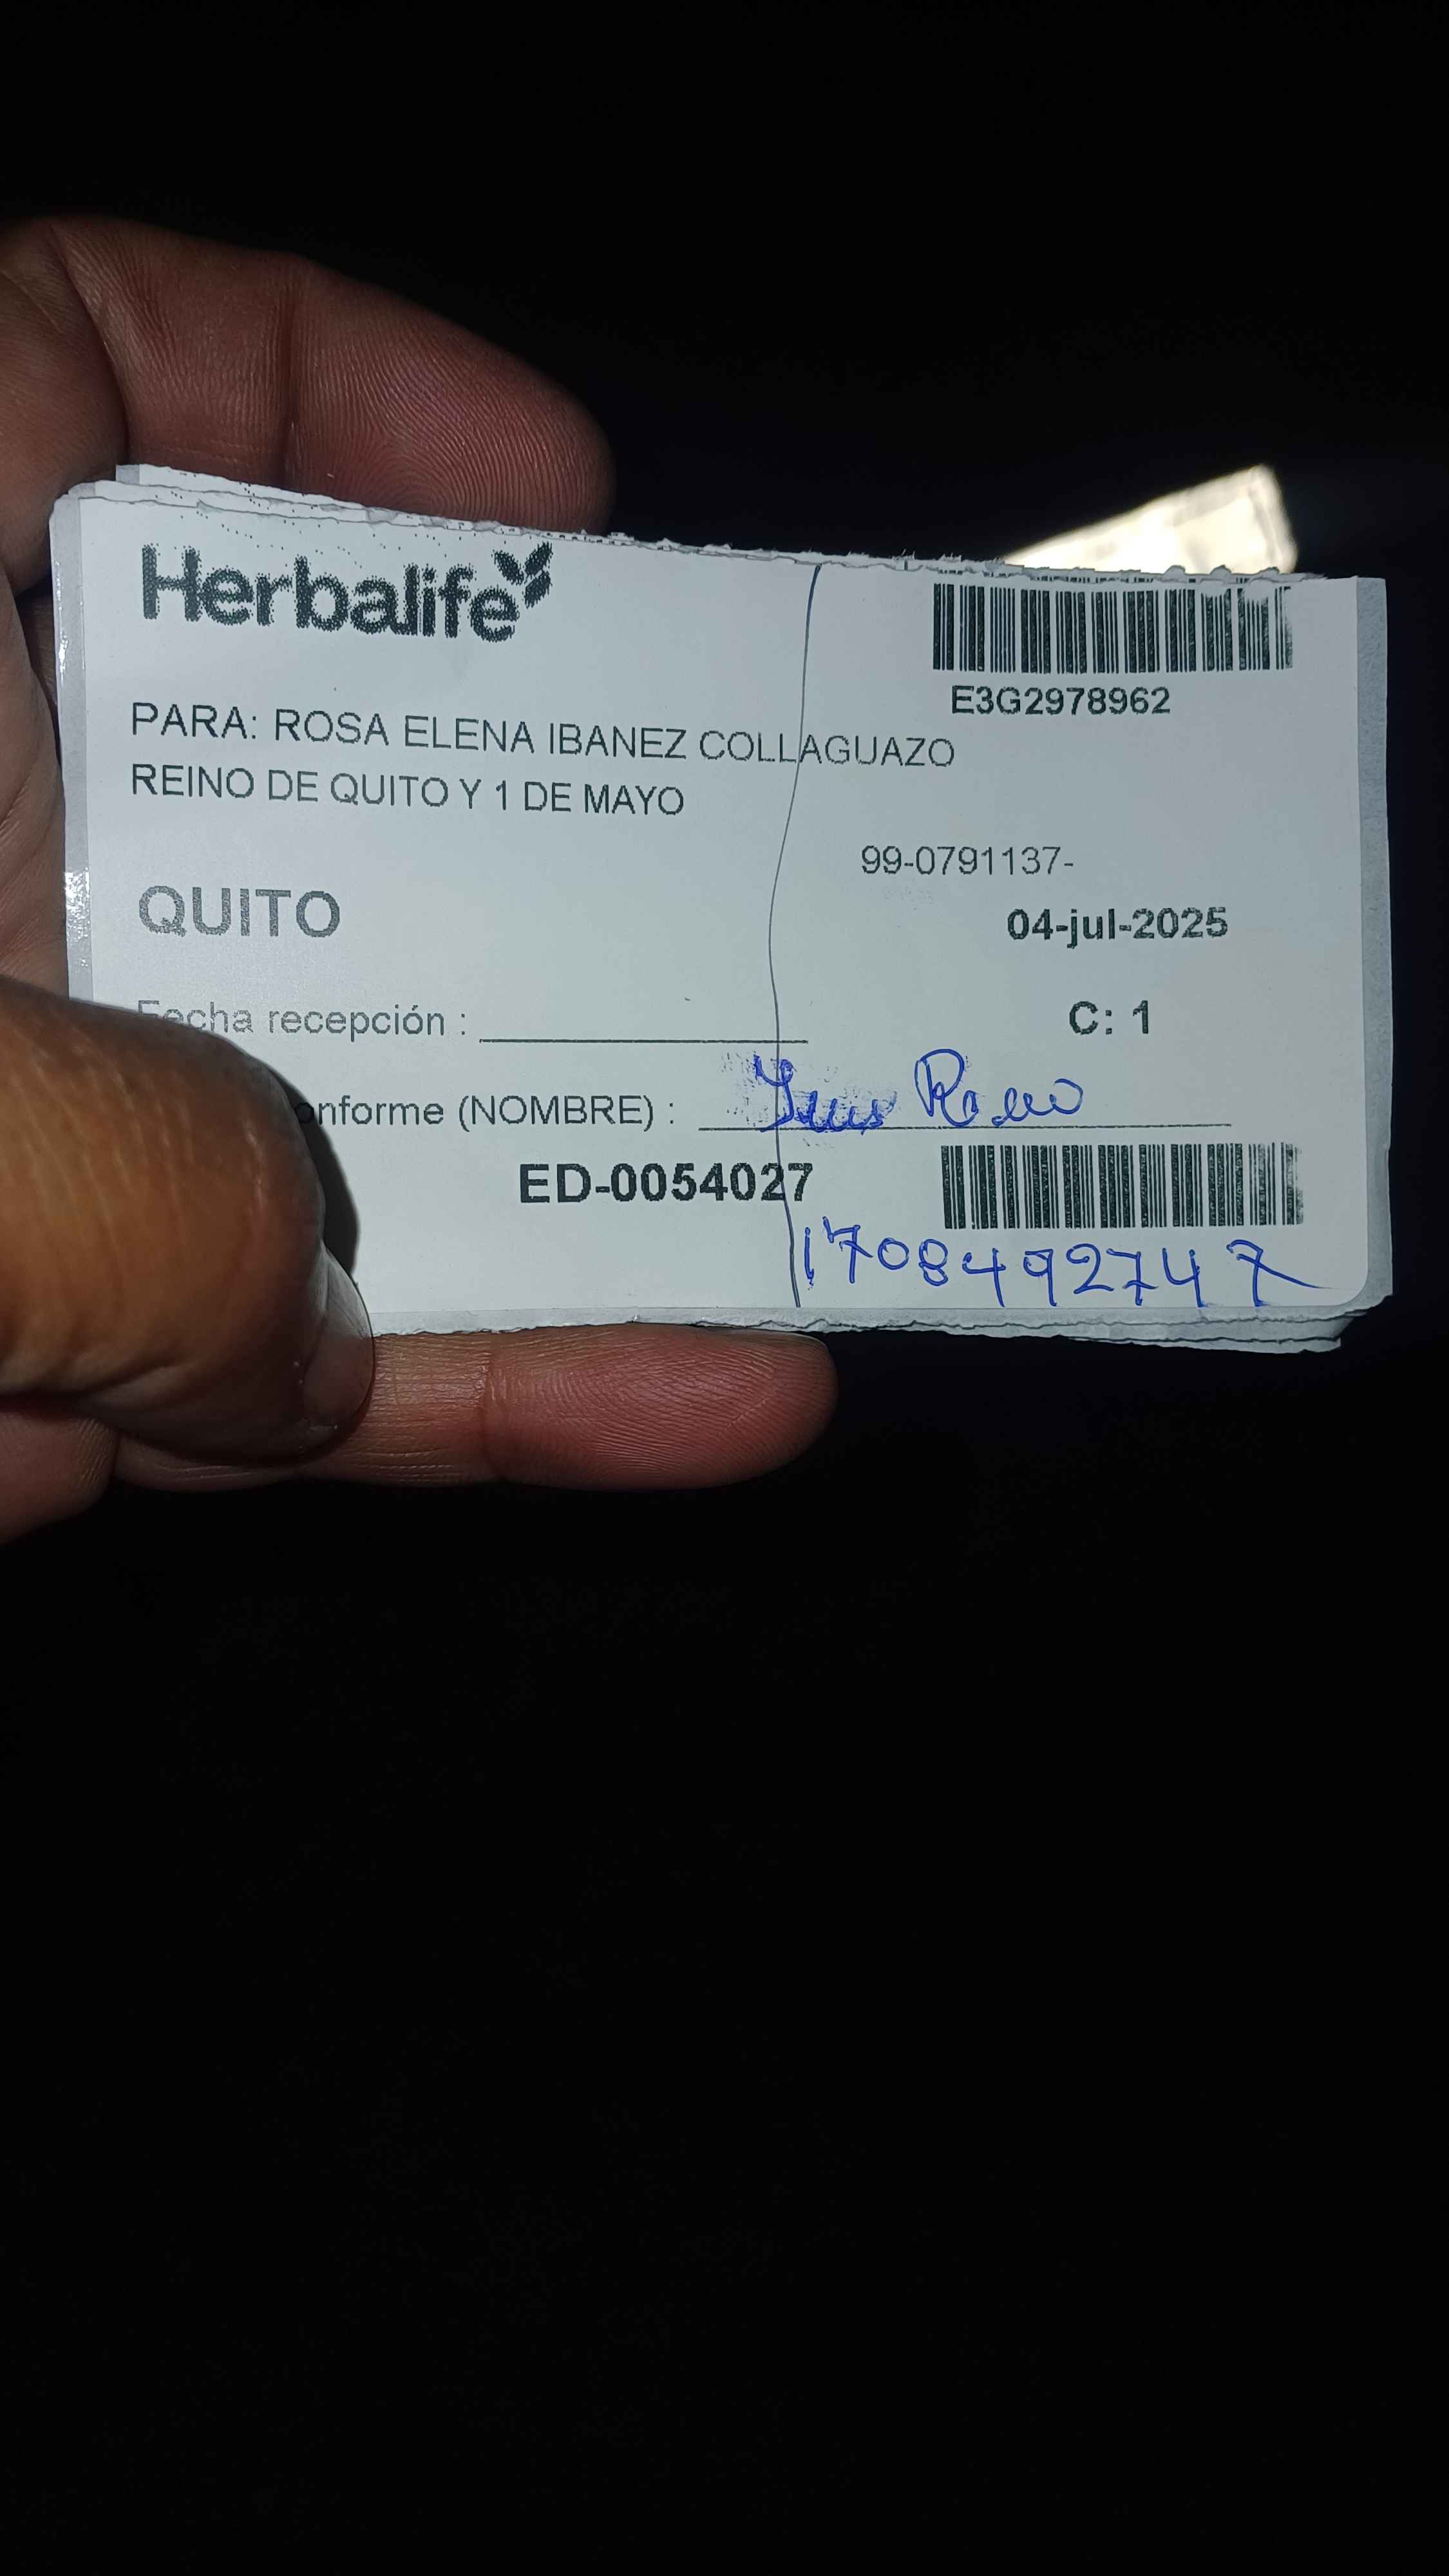 Herbalife
E3G2978962
PARA: ROSA ELENA IBANEZ COLLAGUAZO
REINO DE QUITO Y 1 DE MAYO
99-0791137-
QUITO
04-jul-2025
Fecha recepción :
C: 1
onforme (NOMBRE) :
ED-0054027
1708492747